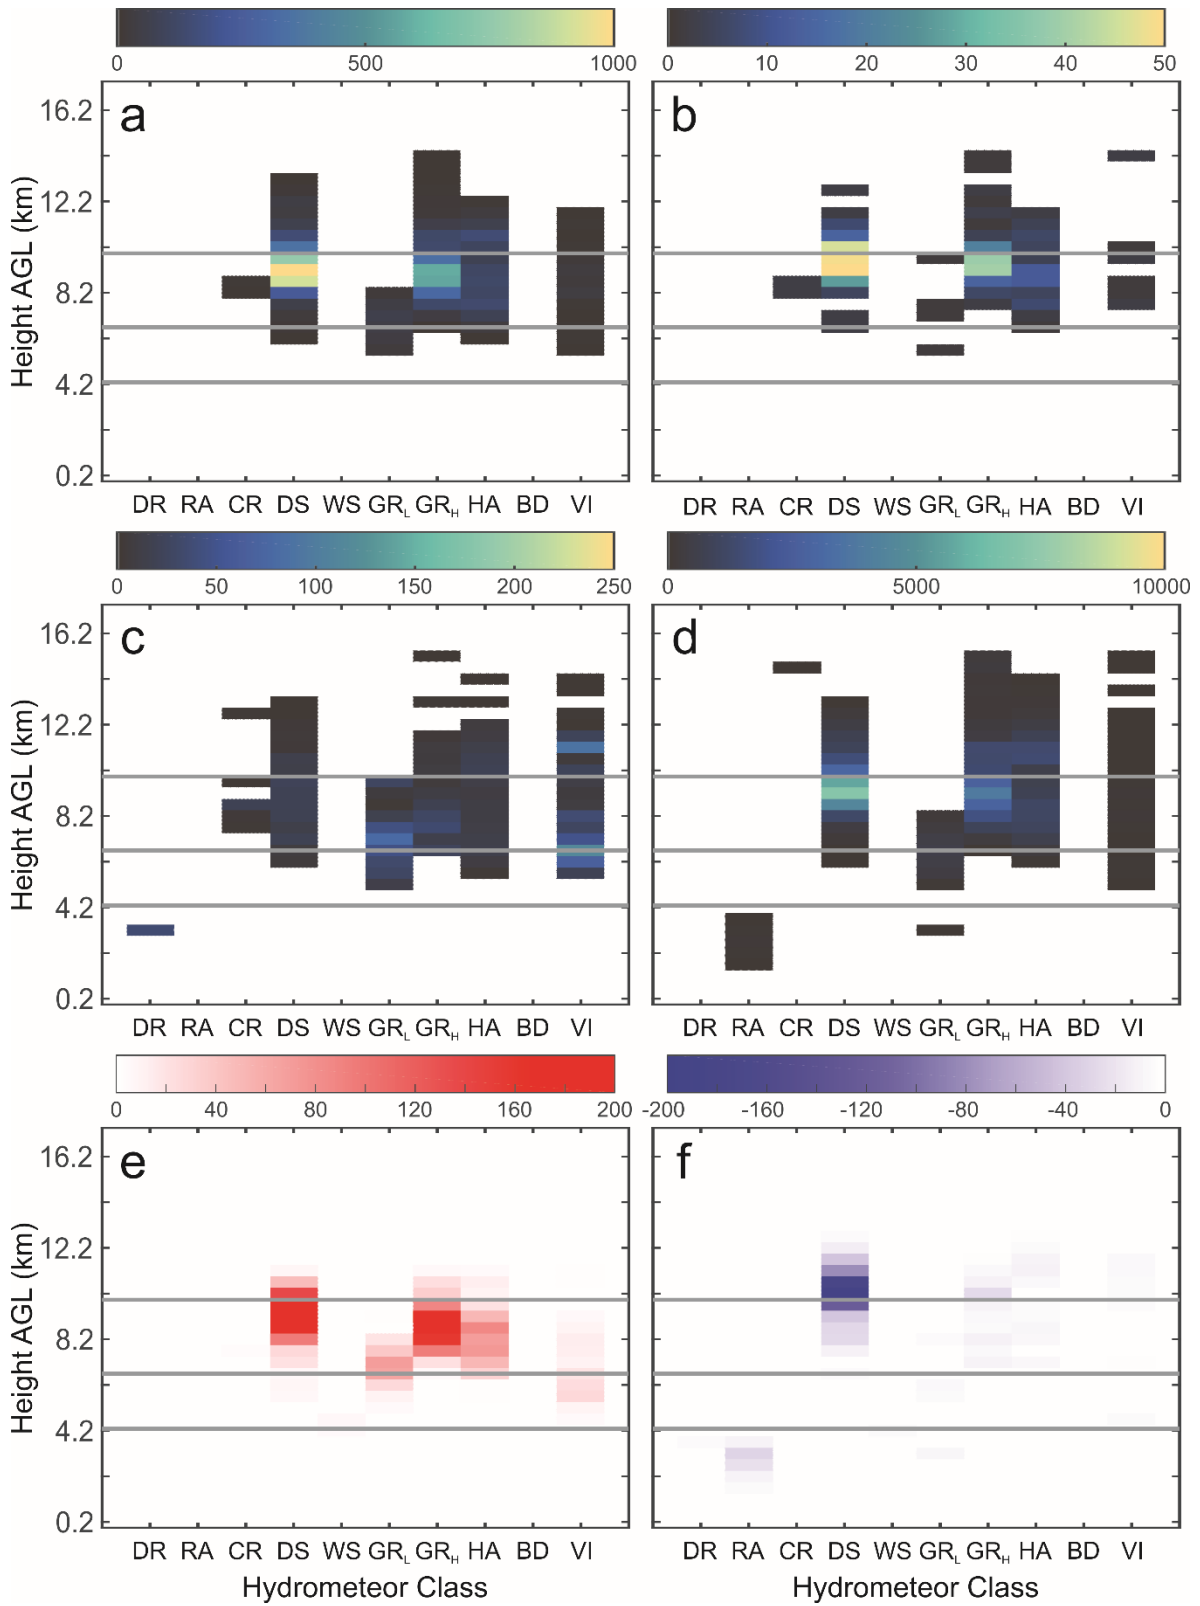 0 500 1000
0 10 20 30 40 50
a
b
16.2
12.2
8.2
4.2
0.2
Height AGL (km)
DR RA CR DS WS GRL GRH HA BD VI
DR RA CR DS WS GRL GRH HA BD VI
0 50 100 150 200 250
0 5000 10000
c
d
16.2
12.2
8.2
4.2
0.2
Height AGL (km)
DR RA CR DS WS GRL GRH HA BD VI
DR RA CR DS WS GRL GRH HA BD VI
0 40 80 120 160 200
-200 -160 -120 -80 -40 0
e
f
16.2
12.2
8.2
4.2
0.2
Height AGL (km)
DR RA CR DS WS GRL GRH HA BD VI
DR RA CR DS WS GRL GRH HA BD VI
Hydrometeor Class
Hydrometeor Class